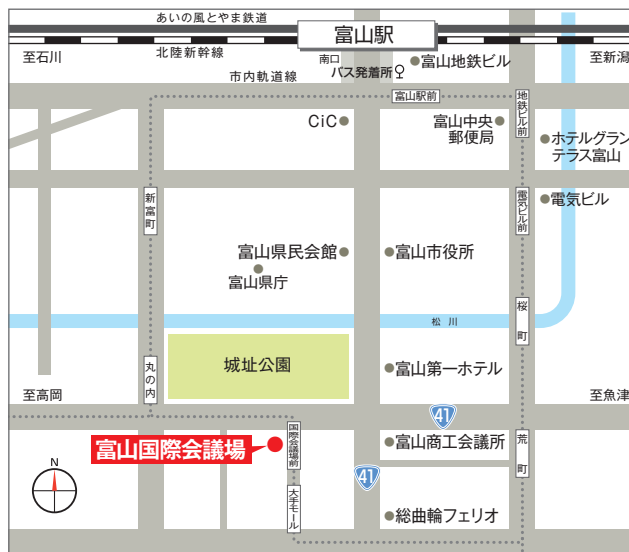 あいの風とやま鉄道
富山駅
至石川
北陸新幹線
南口
バス発着所
富山地鉄ビル
至新潟
市内軌道線
富山駅前
地鉄ビル前
CiC
富山中央
郵便局
ホテルグラン
テラス富山
新富町
電気ビル前
電気ビル
富山県民会館
富山市役所
富山県庁
桜町
松川
城址公園
丸の内
富山第一ホテル
至高岡
至魚津
41
国際会議場前
富山国際会議場
富山商工会議所
荒町
N
41
大手モール
総曲輪フェリオ